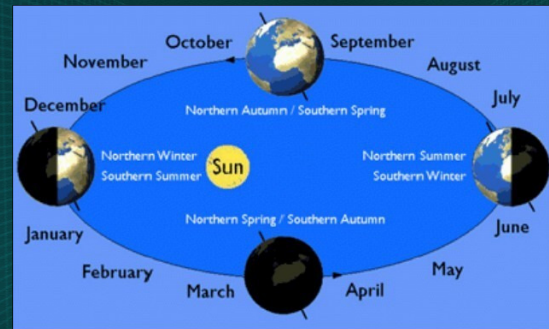 October
September
November
August
December
July
Northern Autumn / Southern Spring
Northern Winter
Southern Summer
Sun
Northern Summer
Southern Winter
Northern Spring / Southern Autumn
January
June
February
May
March
April